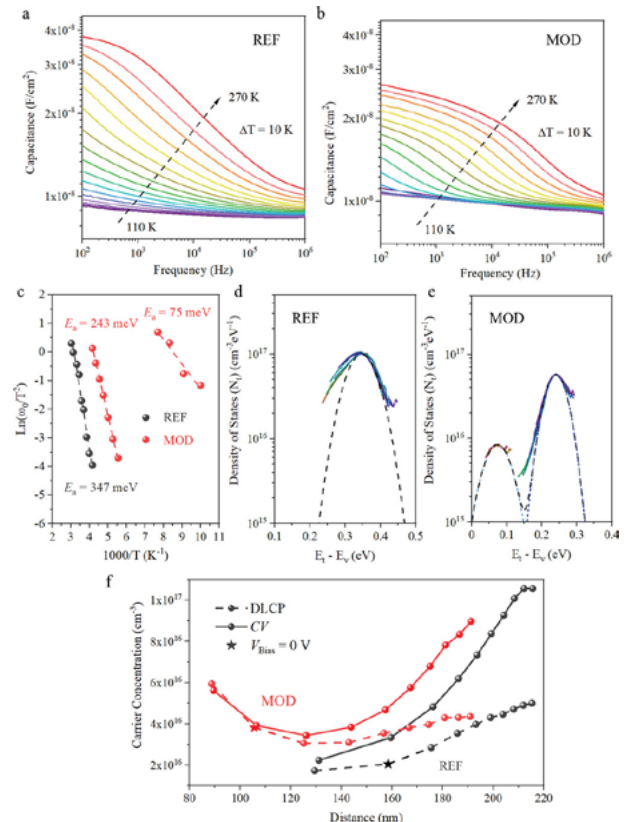 a
REF
4x10⁻⁸
3x10⁻⁸
2x10⁻⁸
1x10⁻⁸
Capacitance (F/cm²)
270 K
ΔT = 10 K
110 K
10² 10³ 10⁴ 10⁵ 10⁶
Frequency (Hz)
b
MOD
4x10⁻⁸
3x10⁻⁸
2x10⁻⁸
1x10⁻⁸
Capacitance (F/cm²)
270 K
ΔT = 10 K
110 K
10² 10³ 10⁴ 10⁵ 10⁶
Frequency (Hz)
c
Eₐ = 243 meV
Eₐ = 75 meV
REF
MOD
Eₐ = 347 meV
Ln(ω₀/T²)
2
1
0
-1
-2
-3
-4
-5
-6
2 3 4 5 6 7 8 9 10 11
1000/T (K⁻¹)
d
REF
Density of States (Nₜ) (cm⁻³eV⁻¹)
10¹⁷
10¹⁶
10¹⁵
0.1 0.2 0.3 0.4 0.5
Eₜ - Eᵥ (eV)
e
MOD
Density of States (Nₜ) (cm⁻³eV⁻¹)
10¹⁷
10¹⁶
10¹⁵
0 0.1 0.2 0.3 0.4
Eₜ - Eᵥ (eV)
f
DLCP
CV
V_Bias = 0 V
MOD
REF
Carrier Concentration (cm⁻³)
1x10¹⁷
8x10¹⁶
6x10¹⁶
4x10¹⁶
2x10¹⁶
80 100 120 140 160 180 200 220
Distance (nm)